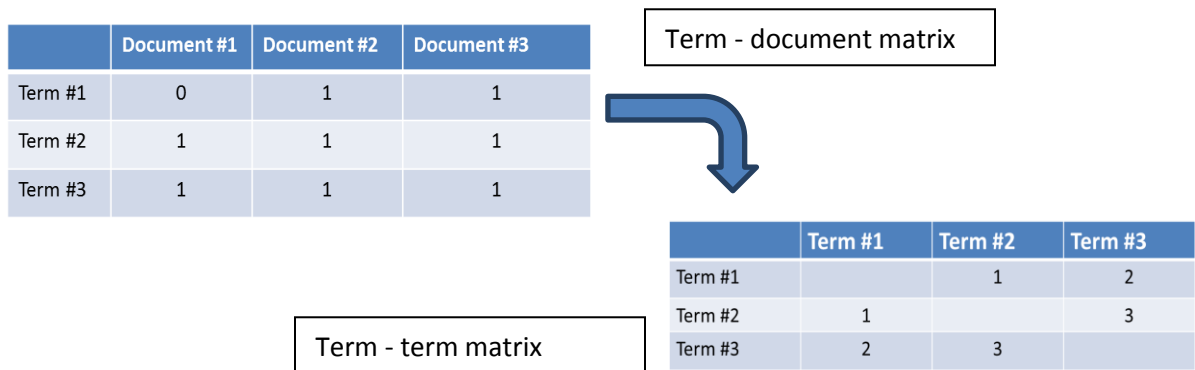 Document #1 Document #2 Document #3
Term #1 0 1 1
Term #2 1 1 1
Term #3 1 1 1
Term - document matrix
Term #1 Term #2 Term #3
Term #1 1 2
Term #2 1 3
Term #3 2 3
Term - term matrix